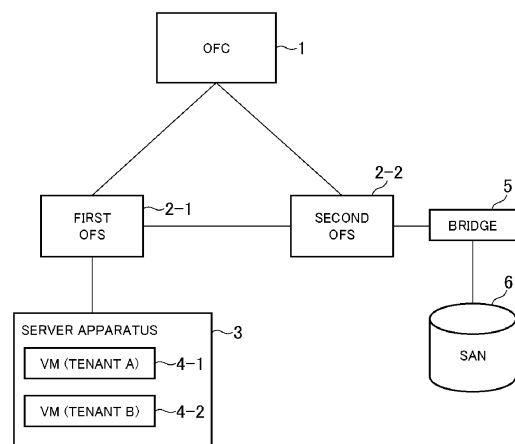 OFC
1
2-2
2-1
5
FIRST
OFS
SECOND
OFS
BRIDGE
6
SERVER APPARATUS
3
VM (TENANT A)
4-1
SAN
VM (TENANT B)
4-2